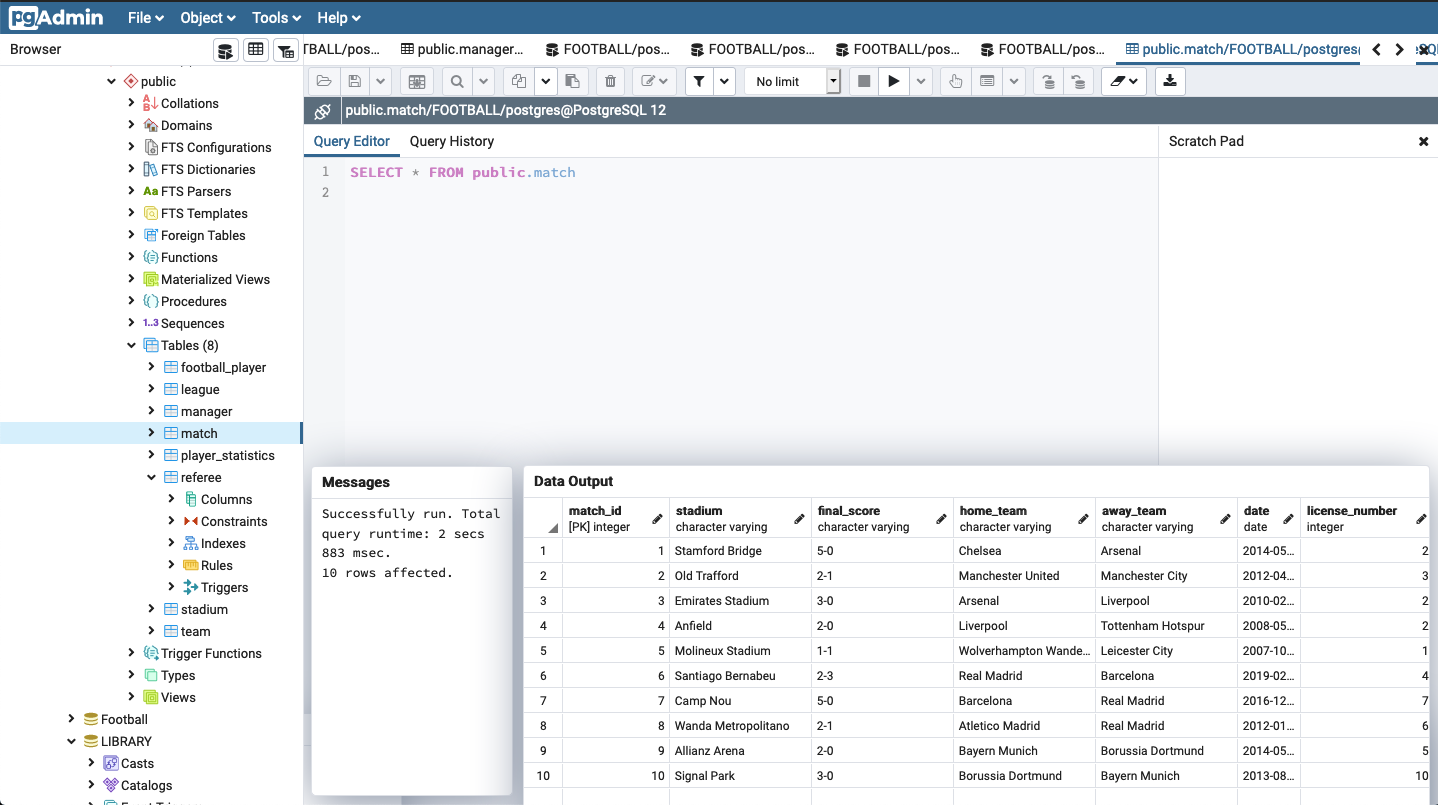 pgAdmin File Object Tools Help
Browser
TBALL/pos... public.manager... FOOTBALL/pos... FOOTBALL/pos... FOOTBALL/pos... FOOTBALL/pos... public.match/FOOTBALL/postgres
No limit
public.match/FOOTBALL/postgres@PostgreSQL 12
Query Editor Query History
Scratch Pad
1 SELECT * FROM public.match
2
public
Collations
Domains
FTS Configurations
FTS Dictionaries
Aa FTS Parsers
FTS Templates
Foreign Tables
Functions
Materialized Views
Procedures
1..3 Sequences
Tables (8)
football_player
league
manager
match
player_statistics
referee
Columns
Constraints
Indexes
Rules
Triggers
stadium
team
Trigger Functions
Types
Views
Football
LIBRARY
Casts
Catalogs
Messages
Successfully run. Total
query runtime: 2 secs
883 msec.
10 rows affected.
Data Output
match_id stadium final_score home_team away_team date license_number
[PK] integer character varying character varying character varying character varying date integer
1 1 Stamford Bridge 5-0 Chelsea Arsenal 2014-05... 2
2 2 Old Trafford 2-1 Manchester United Manchester City 2012-04... 3
3 3 Emirates Stadium 3-0 Arsenal Liverpool 2010-02... 2
4 4 Anfield 2-0 Liverpool Tottenham Hotspur 2008-05... 2
5 5 Molineux Stadium 1-1 Wolverhampton Wande... Leicester City 2007-10... 1
6 6 Santiago Bernabeu 2-3 Real Madrid Barcelona 2019-02... 4
7 7 Camp Nou 5-0 Barcelona Real Madrid 2016-12... 7
8 8 Wanda Metropolitano 2-1 Atletico Madrid Real Madrid 2012-01... 6
9 9 Allianz Arena 2-0 Bayern Munich Borussia Dortmund 2014-05... 5
10 10 Signal Park 3-0 Borussia Dortmund Bayern Munich 2013-08... 10